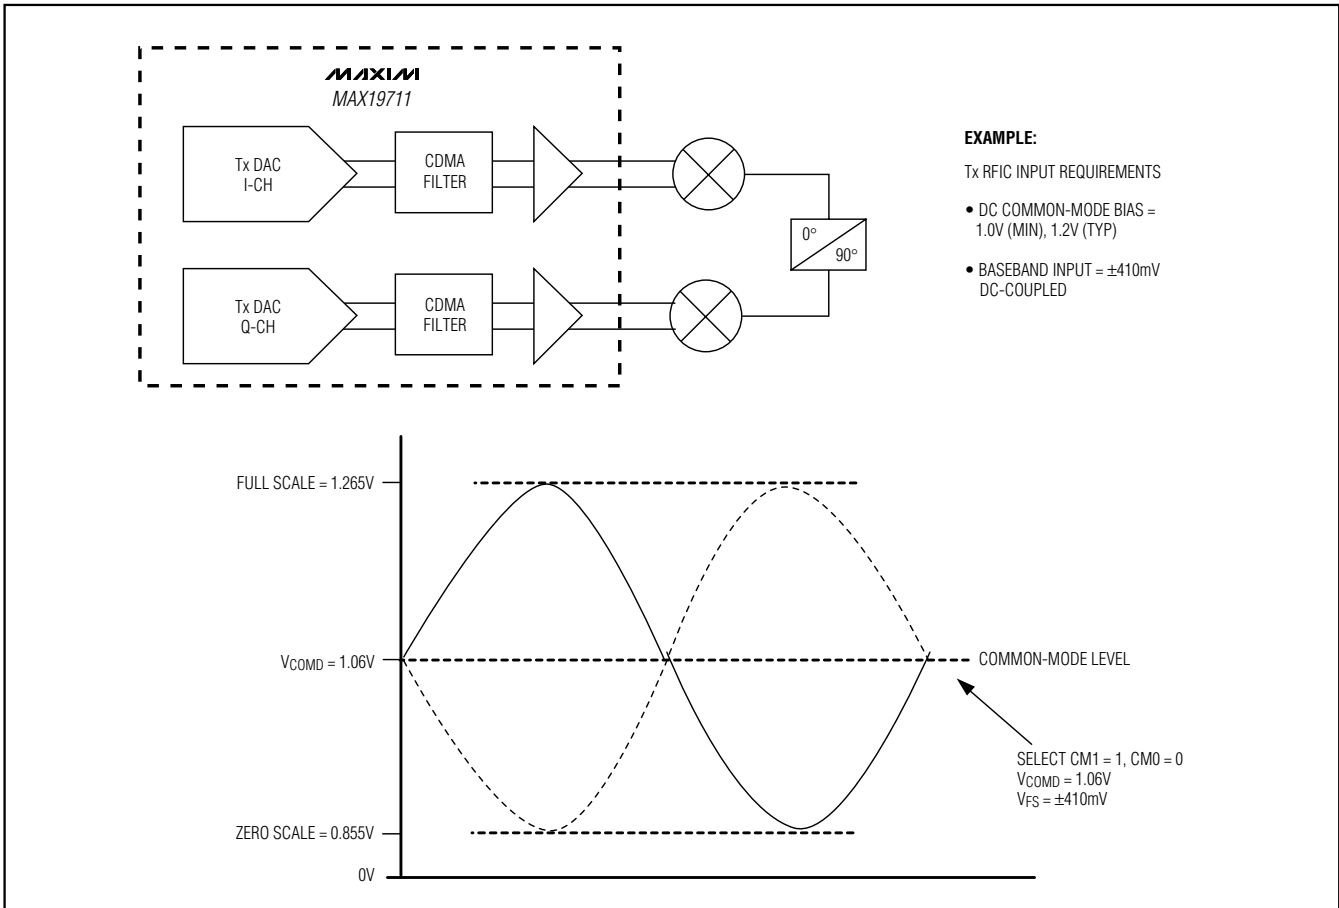 MAXIM
MAX19711
Tx DAC
I-CH
CDMA
FILTER
Tx DAC
Q-CH
CDMA
FILTER
0°
90°
EXAMPLE:
Tx RFIC INPUT REQUIREMENTS
• DC COMMON-MODE BIAS =
1.0V (MIN), 1.2V (TYP)
• BASEBAND INPUT = ±410mV
DC-COUPLED
FULL SCALE = 1.265V
VCOMD = 1.06V
COMMON-MODE LEVEL
SELECT CM1 = 1, CM0 = 0
VCOMD = 1.06V
VFS = ±410mV
ZERO SCALE = 0.855V
0V